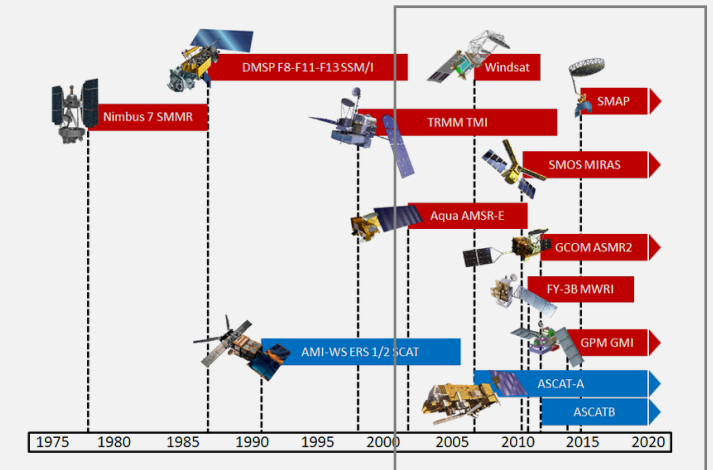 DMSP F8-F11-F13 SSM/I
Windsat
SMAP
Nimbus 7 SMMR
TRMM TMI
SMOS MIRAS
Aqua AMSR-E
GCOM ASMR2
FY-3B MWRI
GPM GMI
AMI-WS ERS 1/2 SCAT
ASCAT-A
ASCATB
1975 1980 1985 1990 1995 2000 2005 2010 2015 2020